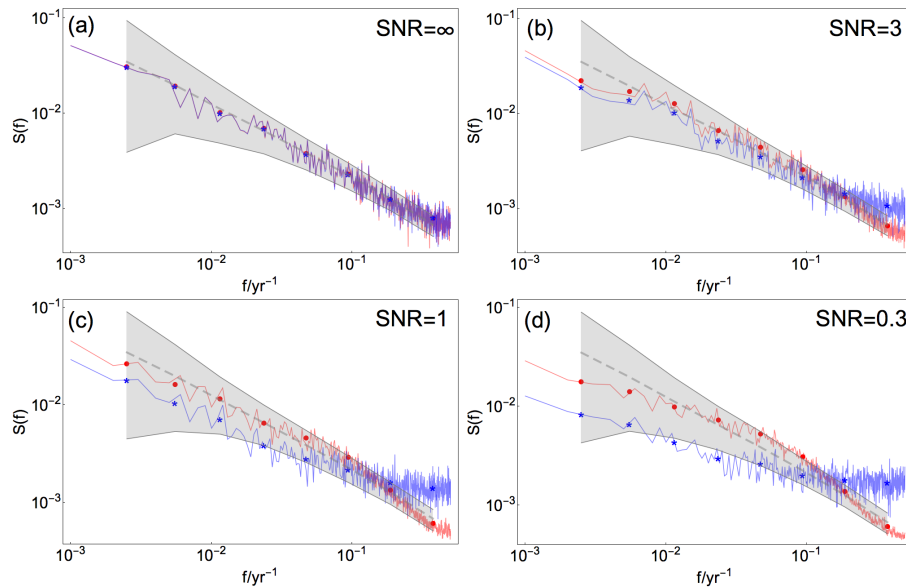 (a) SNR=∞
10⁻¹
10⁻²
10⁻³
S(f)
10⁻³ 10⁻² 10⁻¹
f/yr⁻¹
(b) SNR=3
10⁻¹
10⁻²
10⁻³
S(f)
10⁻³ 10⁻² 10⁻¹
f/yr⁻¹
(c) SNR=1
10⁻¹
10⁻²
10⁻³
S(f)
10⁻³ 10⁻² 10⁻¹
f/yr⁻¹
(d) SNR=0.3
10⁻¹
10⁻²
10⁻³
S(f)
10⁻³ 10⁻² 10⁻¹
f/yr⁻¹